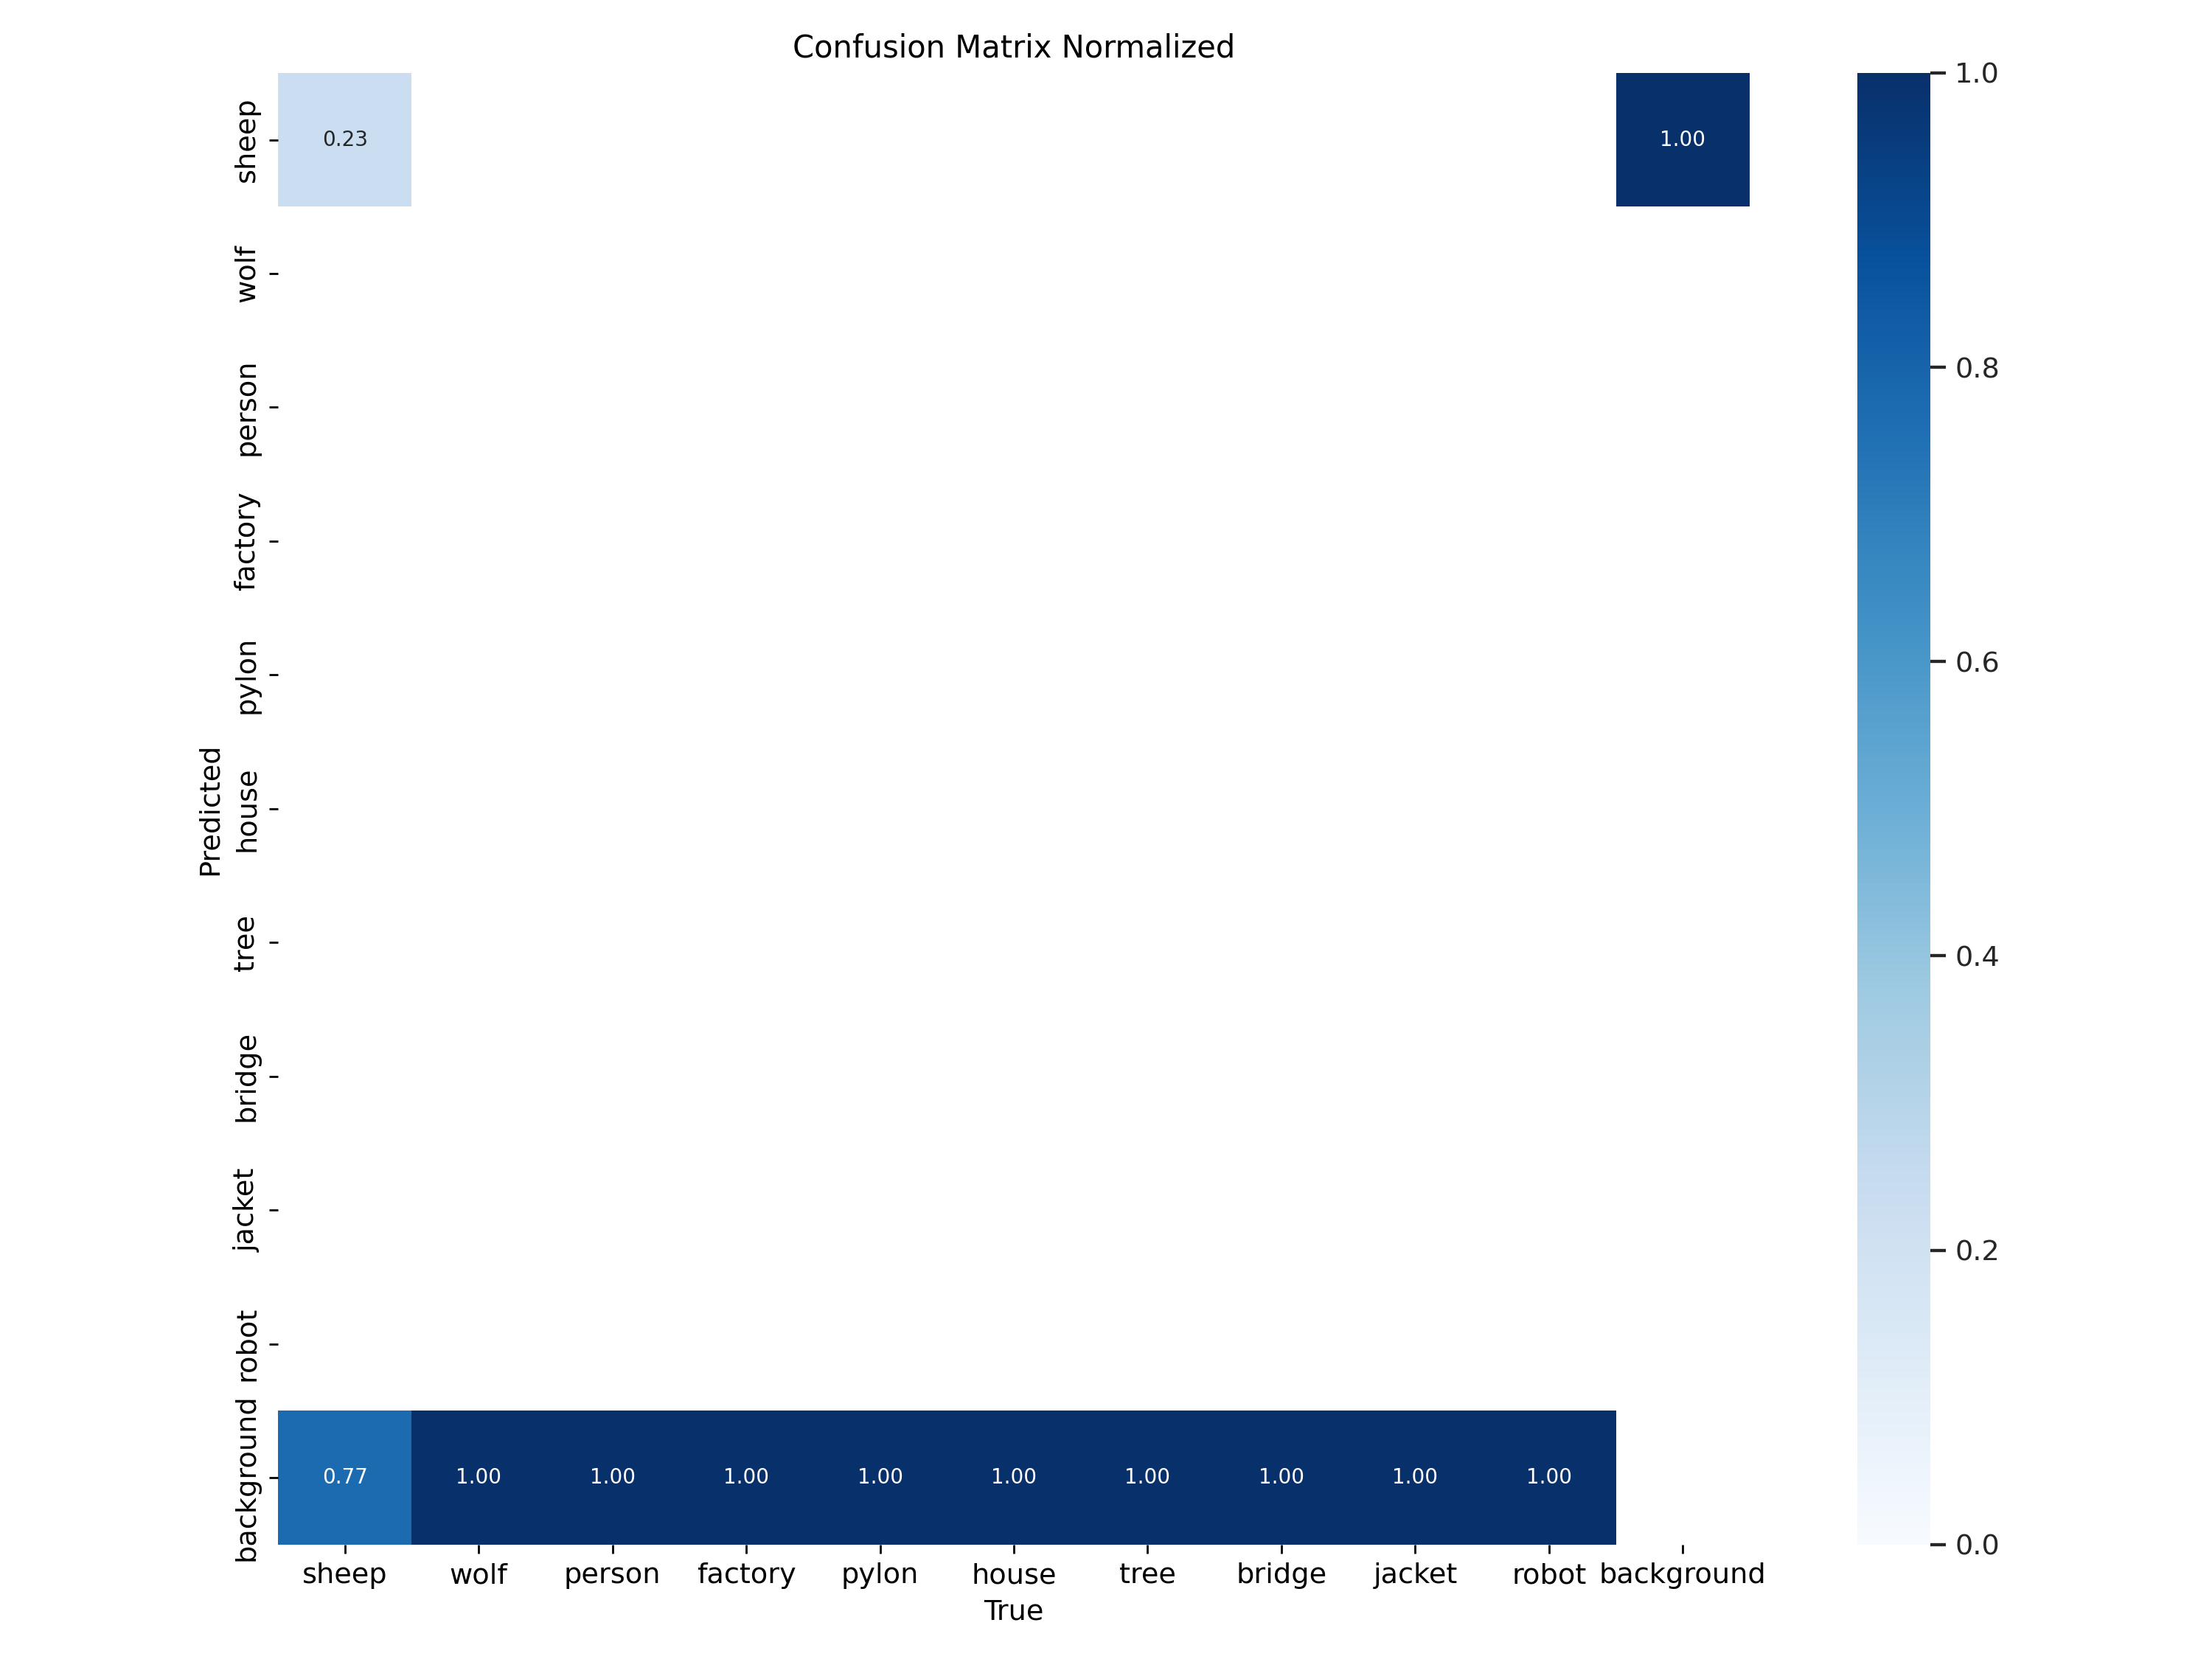 Confusion Matrix Normalized
sheep
0.23
1.00
wolf
person
factory
pylon
house
tree
bridge
jacket
robot
background
0.77 1.00 1.00 1.00 1.00 1.00 1.00 1.00 1.00 1.00
Predicted
sheep wolf person factory pylon house tree bridge jacket robot background
True
1.0
0.8
0.6
0.4
0.2
0.0